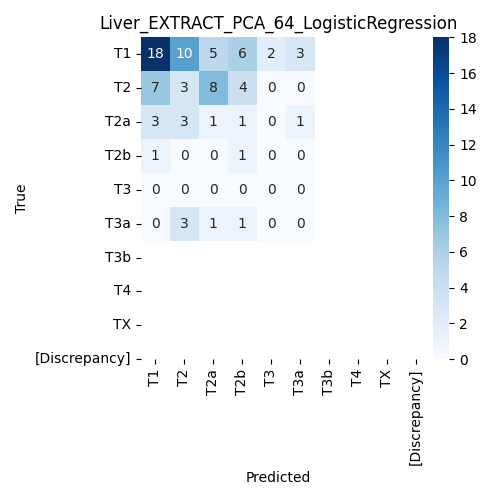 Liver_EXTRACT_PCA_64_LogisticRegression
True
T1 18 10 5 6 2 3
T2 7 3 8 4 0 0
T2a 3 3 1 1 0 1
T2b 1 0 0 1 0 0
T3 0 0 0 0 0 0
T3a 0 3 1 1 0 0
T3b
T4
TX
[Discrepancy]
T1 T2 T2a T2b T3 T3a T3b T4 TX [Discrepancy]
Predicted
18
16
14
12
10
8
6
4
2
0